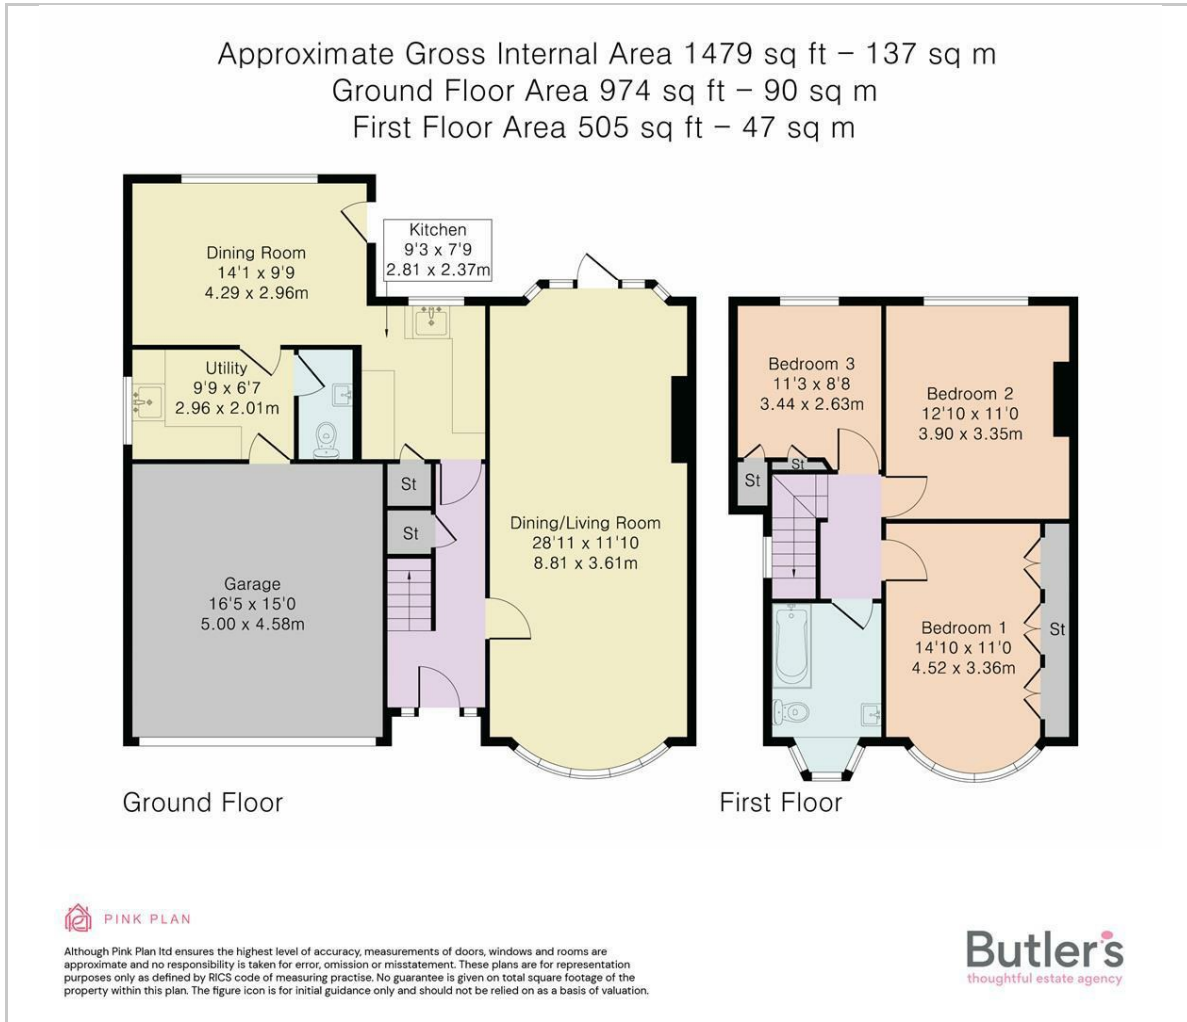 Approximate Gross Internal Area 1479 sq ft – 137 sq m
Ground Floor Area 974 sq ft – 90 sq m
First Floor Area 505 sq ft – 47 sq m
Dining Room
14'1 x 9'9
4.29 x 2.96m
Kitchen
9'3 x 7'9
2.81 x 2.37m
Utility
9'9 x 6'7
2.96 x 2.01m
St
St
Garage
16'5 x 15'0
5.00 x 4.58m
Dining/Living Room
28'11 x 11'10
8.81 x 3.61m
Ground Floor
Bedroom 3
11'3 x 8'8
3.44 x 2.63m
Bedroom 2
12'10 x 11'0
3.90 x 3.35m
St
St
Bedroom 1
14'10 x 11'0
4.52 x 3.36m
St
First Floor
PINK PLAN
Although Pink Plan ltd ensures the highest level of accuracy, measurements of doors, windows and rooms are
approximate and no responsibility is taken for error, omission or misstatement. These plans are for representation
purposes only as defined by RICS code of measuring practise. No guarantee is given on total square footage of the
property within this plan. The figure icon is for initial guidance only and should not be relied on as a basis of valuation.
Butler's
thoughtful estate agency